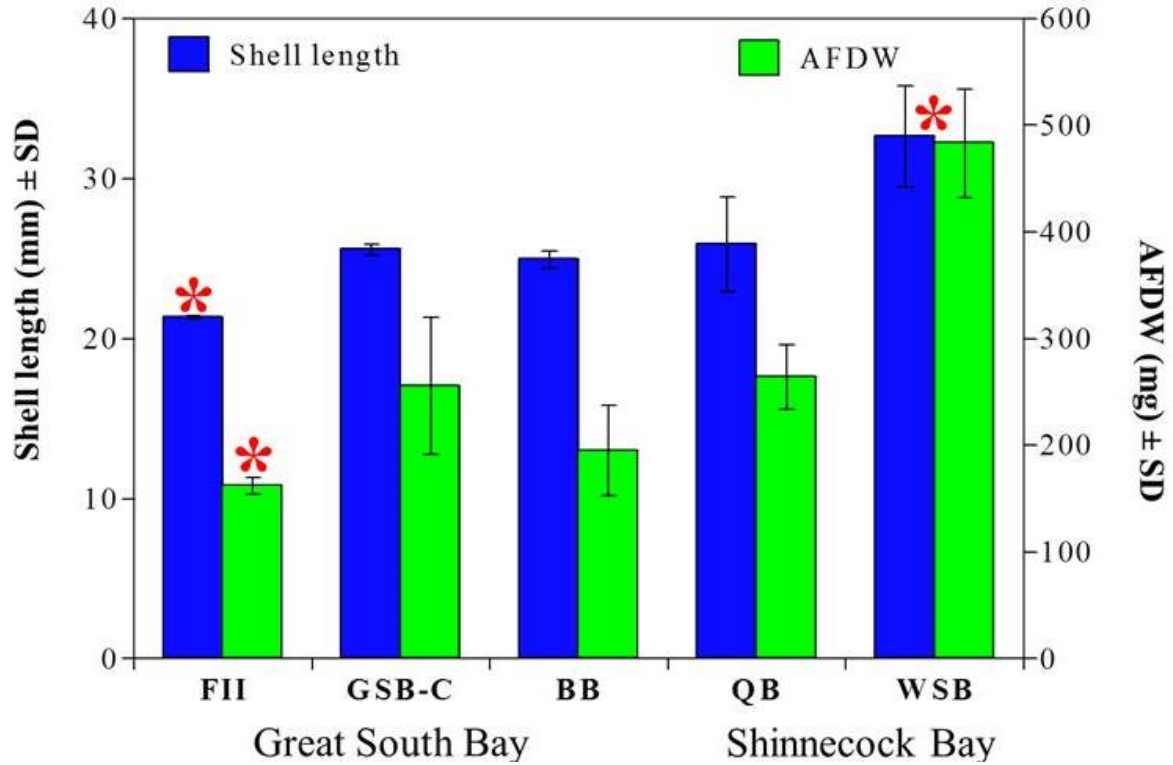 Shell length (mm) ± SD
40
30
20
10
0
Shell length
AFDW
600
500
400
300
200
100
0
AFDW (mg) ± SD
*
*
*
FII
GSB-C
BB
QB
WSB
Great South Bay
Shinnecock Bay